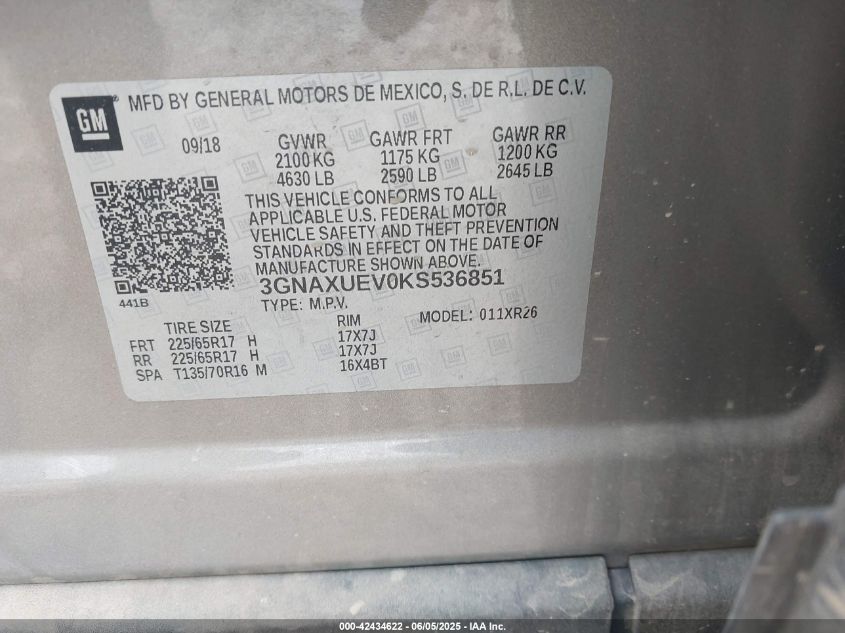 GM ® MFD BY GENERAL MOTORS DE MEXICO, S. DE R.L. DE C.V.
09/18 GVWR GAWR FRT GAWR RR
2100 KG 1175 KG 1200 KG
4630 LB 2590 LB 2645 LB
THIS VEHICLE CONFORMS TO ALL
APPLICABLE U.S. FEDERAL MOTOR
VEHICLE SAFETY AND THEFT PREVENTION
STANDARDS IN EFFECT ON THE DATE OF
MANUFACTURE SHOWN ABOVE.
441B
3GNAXUEV0KS536851
TYPE: M.P.V.
MODEL: 011XR26
TIRE SIZE RIM
FRT 225/65R17 H 17X7J
RR 225/65R17 H 17X7J
SPA T135/70R16 M 16X4BT
000-42434622 - 06/05/2025 - IAA Inc.